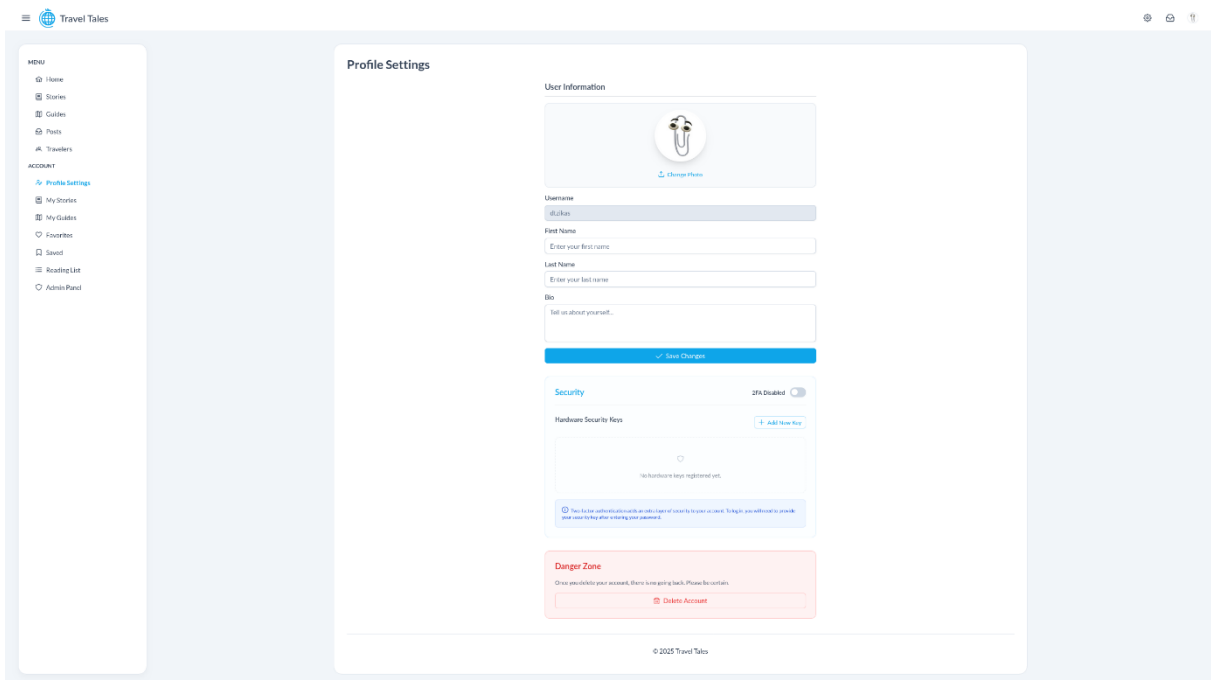 Travel Tales
MENU
Home
Stories
Guides
Posts
Travelers
ACCOUNT
Profile Settings
My Stories
My Guides
Favorites
Saved
Reading List
Admin Panel
Profile Settings
User Information
Change Photo
Username
First Name
Enter your first name
Last Name
Enter your last name
Bio
Tell us about yourself...
Save Changes
Security
2FA Disabled
Hardware Security Keys
Add New Key
No hardware keys registered yet.
Two-factor authentication adds an extra layer of security to your account. To log in, you will need to provide
your security key after entering your password.
Danger Zone
Once you delete your account, there is no going back. Please be certain.
Delete Account
© 2025 Travel Tales